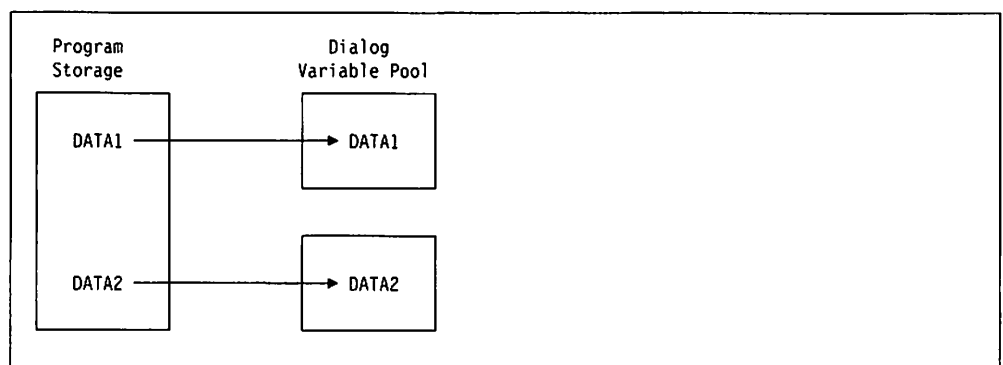 Program Storage
Dialog Variable Pool
DATA1
DATA1
DATA2
DATA2